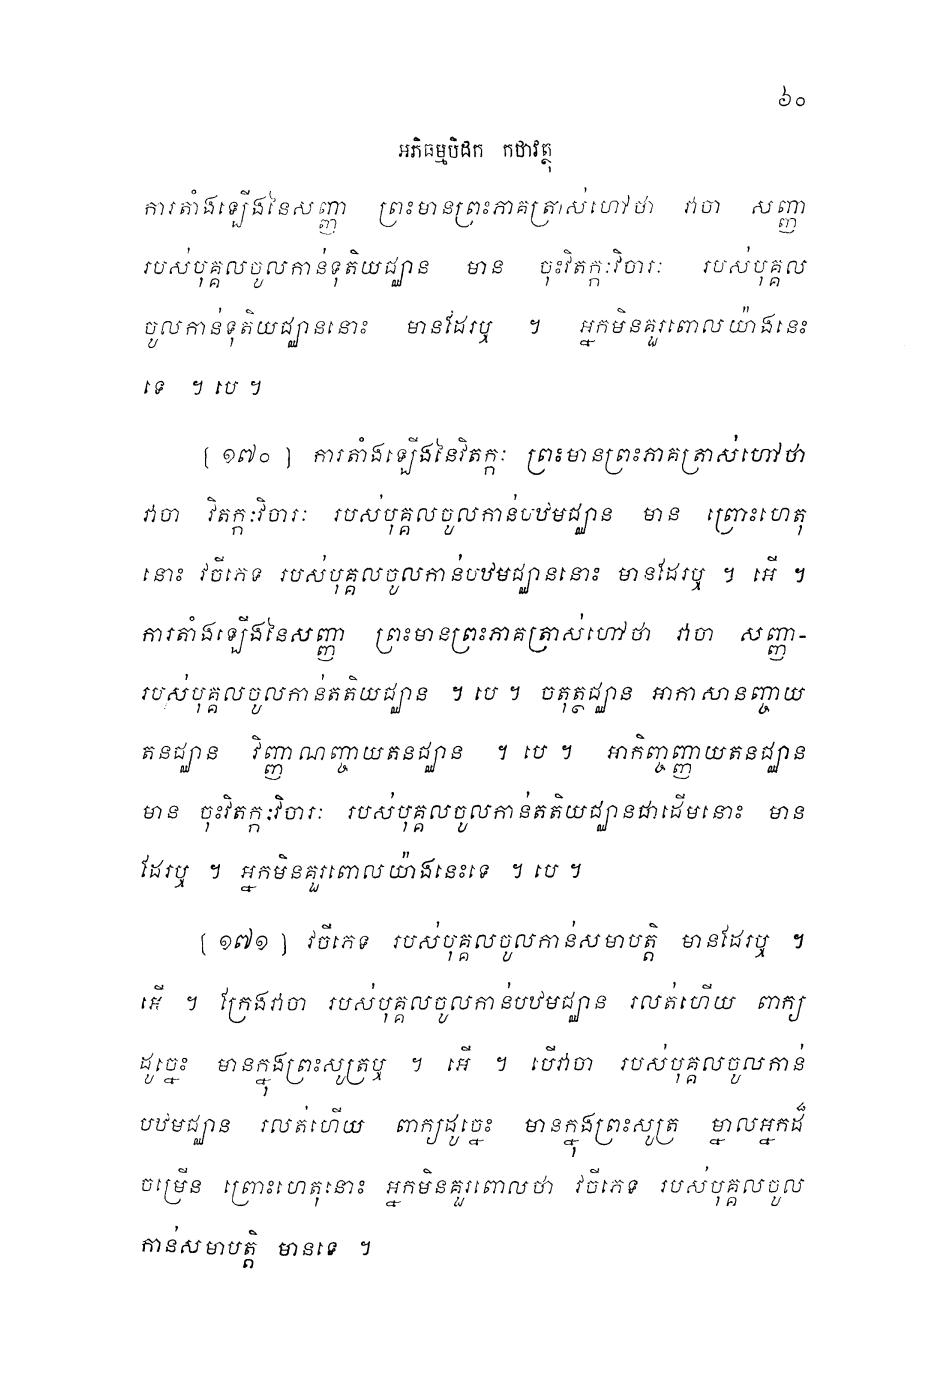 ៦០
អភិធម្មបិដក កថាវត្ថុ
ការតាំងឡើងនៃសញ្ញា ព្រះមានព្រះភាគត្រាស់ហៅថា វាចា សញ្ញា
របស់បុគ្គលចូលកាន់ទុតិយជ្ឈាន មាន ចុះវិតក្កៈវិចារៈ របស់បុគ្គល
ចូលកាន់ទុតិយជ្ឈាននោះ មានដែរឬ ។ អ្នកមិនគួរពោលយ៉ាងនេះ
ទេ ។ បេ ។
[១៧០] ការតាំងឡើងនៃវិតក្កៈ ព្រះមានព្រះភាគត្រាស់ហៅថា
វាចា វិតក្កៈវិចារៈ របស់បុគ្គលចូលកាន់បឋមជ្ឈាន មាន ព្រោះហេតុ
នោះ វចីភេទ របស់បុគ្គលចូលកាន់បឋមជ្ឈាននោះ មានដែរឬ ។ អើ ។
ការតាំងឡើងនៃសញ្ញា ព្រះមានព្រះភាគត្រាស់ហៅថា វាចា សញ្ញា-
របស់បុគ្គលចូលកាន់តតិយជ្ឈាន ។ បេ ។ ចតុត្ថជ្ឈាន អាកាសានញ្ចាយ
តនជ្ឈាន វិញ្ញាណញ្ចាយតនជ្ឈាន ។ បេ ។ អាកិញ្ចញ្ញាយតនជ្ឈាន
មាន ចុះវិតក្កៈវិចារៈ របស់បុគ្គលចូលកាន់តតិយជ្ឈានជាដើមនោះ មាន
ដែរឬ ។ អ្នកមិនគួរពោលយ៉ាងនេះទេ ។ បេ ។
[១៧១] វចីភេទ របស់បុគ្គលចូលកាន់សមាបត្តិ មានដែរឬ ។
អើ ។ ក្រែងវាចា របស់បុគ្គលចូលកាន់បឋមជ្ឈាន រលត់ហើយ ពាក្យ
ដូច្នេះ មានក្នុងព្រះសូត្រឬ ។ អើ ។ បើវាចា របស់បុគ្គលចូលកាន់
បឋមជ្ឈាន រលត់ហើយ ពាក្យដូច្នេះ មានក្នុងព្រះសូត្រ ម្នាលអ្នកដ៏
ចម្រើន ព្រោះហេតុនោះ អ្នកមិនគួរពោលថា វចីភេទ របស់បុគ្គលចូល
កាន់សមាបត្តិ មានទេ ។